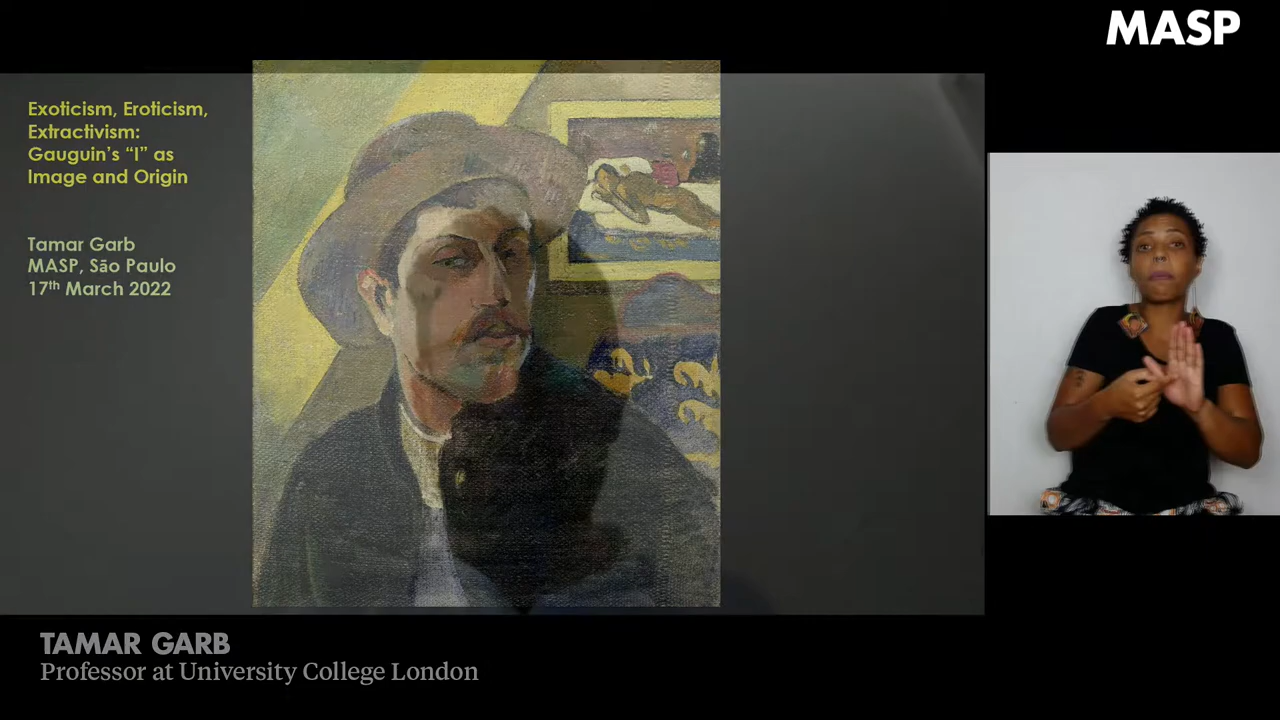 MASP
Exoticism, Eroticism,
Extractivism:
Gauguin's “I” as
Image and Origin
Tamar Garb
MASP, São Paulo
17th March 2022
TAMAR GARB
Professor at University College London